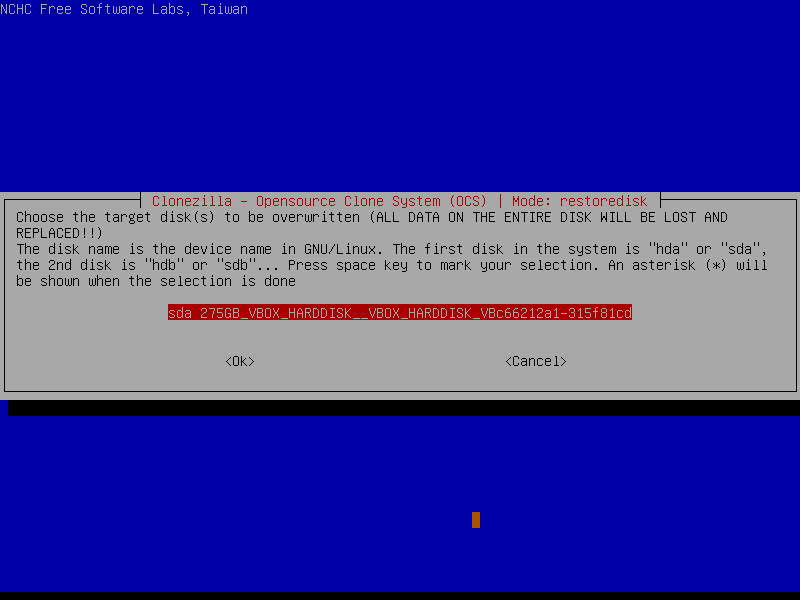 NCHC Free Software Labs, Taiwan
Clonezilla - Opensource Clone System (OCS) | Mode: restoredisk
Choose the target disk(s) to be overwritten (ALL DATA ON THE ENTIRE DISK WILL BE LOST AND
REPLACED!!)
The disk name is the device name in GNU/Linux. The first disk in the system is "hda" or "sda",
the 2nd disk is "hdb" or "sdb"... Press space key to mark your selection. An asterisk (*) will
be shown when the selection is done
sda 275GB_VBOX_HARDDISK__VBOX_HARDDISK_VBc66212a1-315f81cd
<Ok> <Cancel>